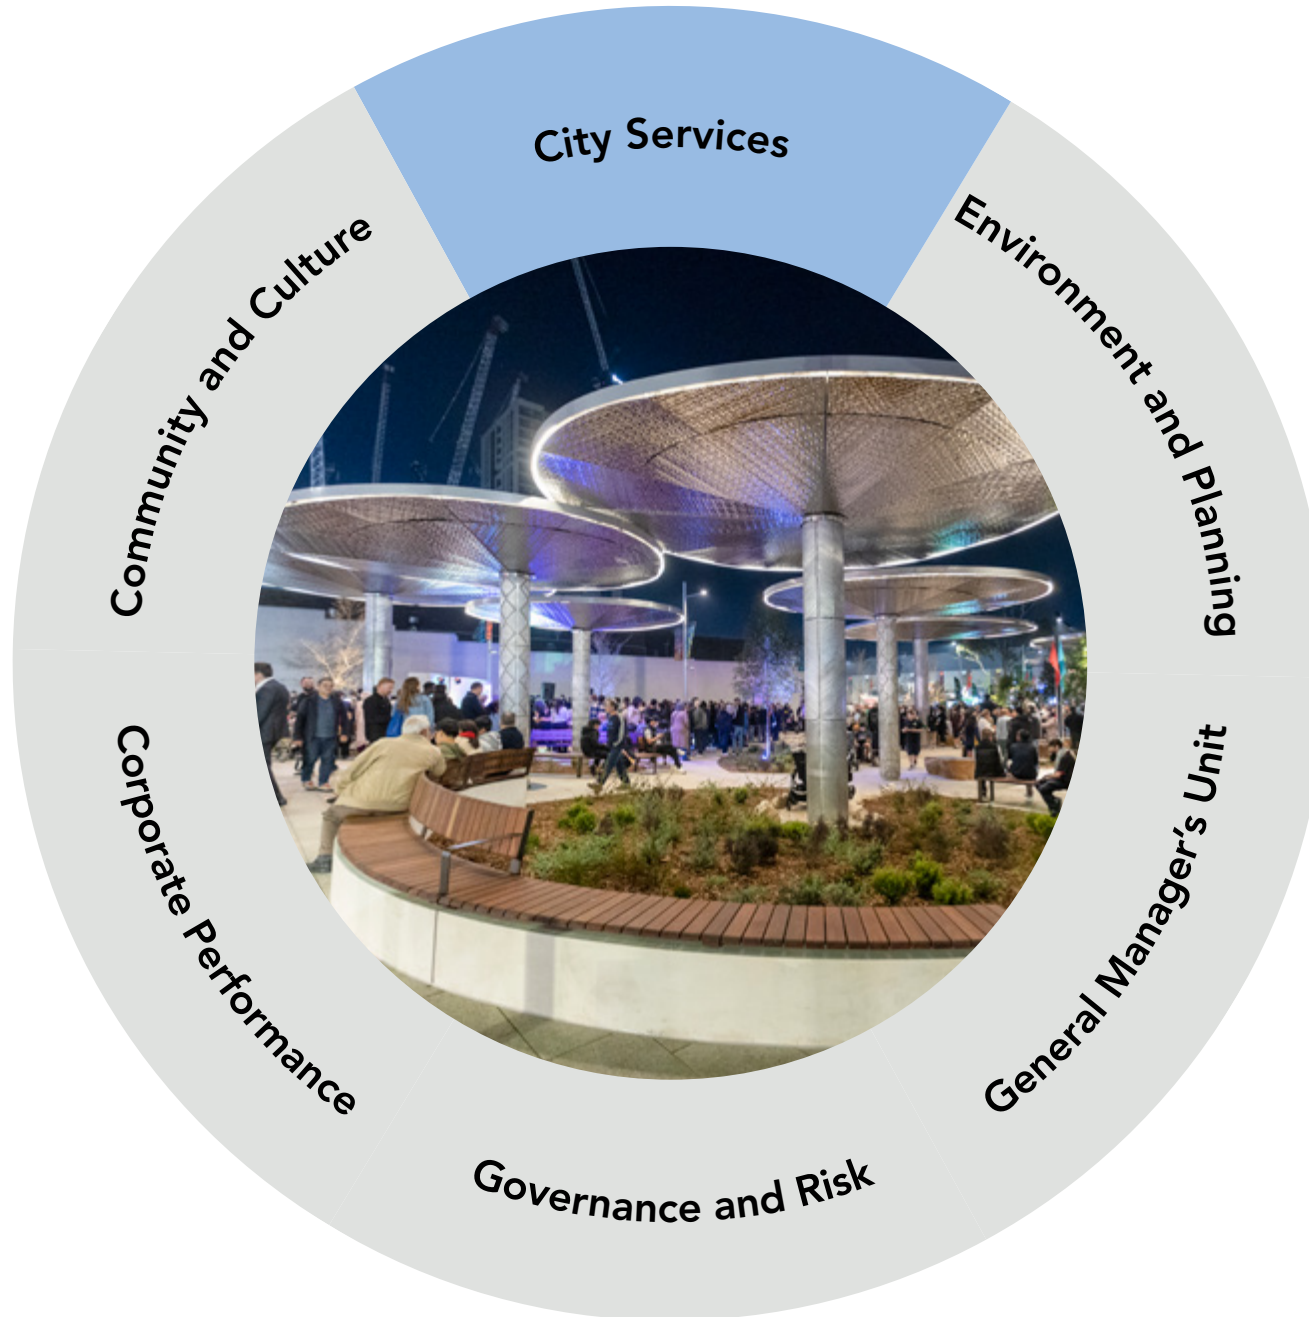 City Services
Environment and Planning
General Manager's Unit
Governance and Risk
Corporate Performance
Community and Culture